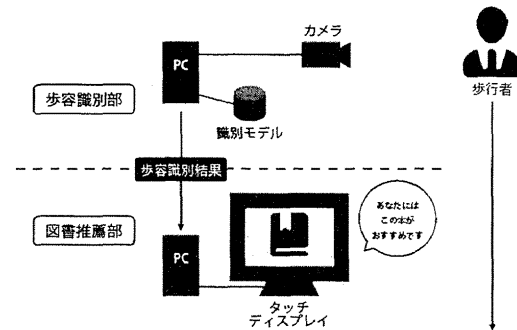 カメラ
PC
歩行者
歩容識別部
識別モデル
歩容識別結果
あなたには
この本が
おすすめです
図書推薦部
PC
タッチ
ディスプレイ